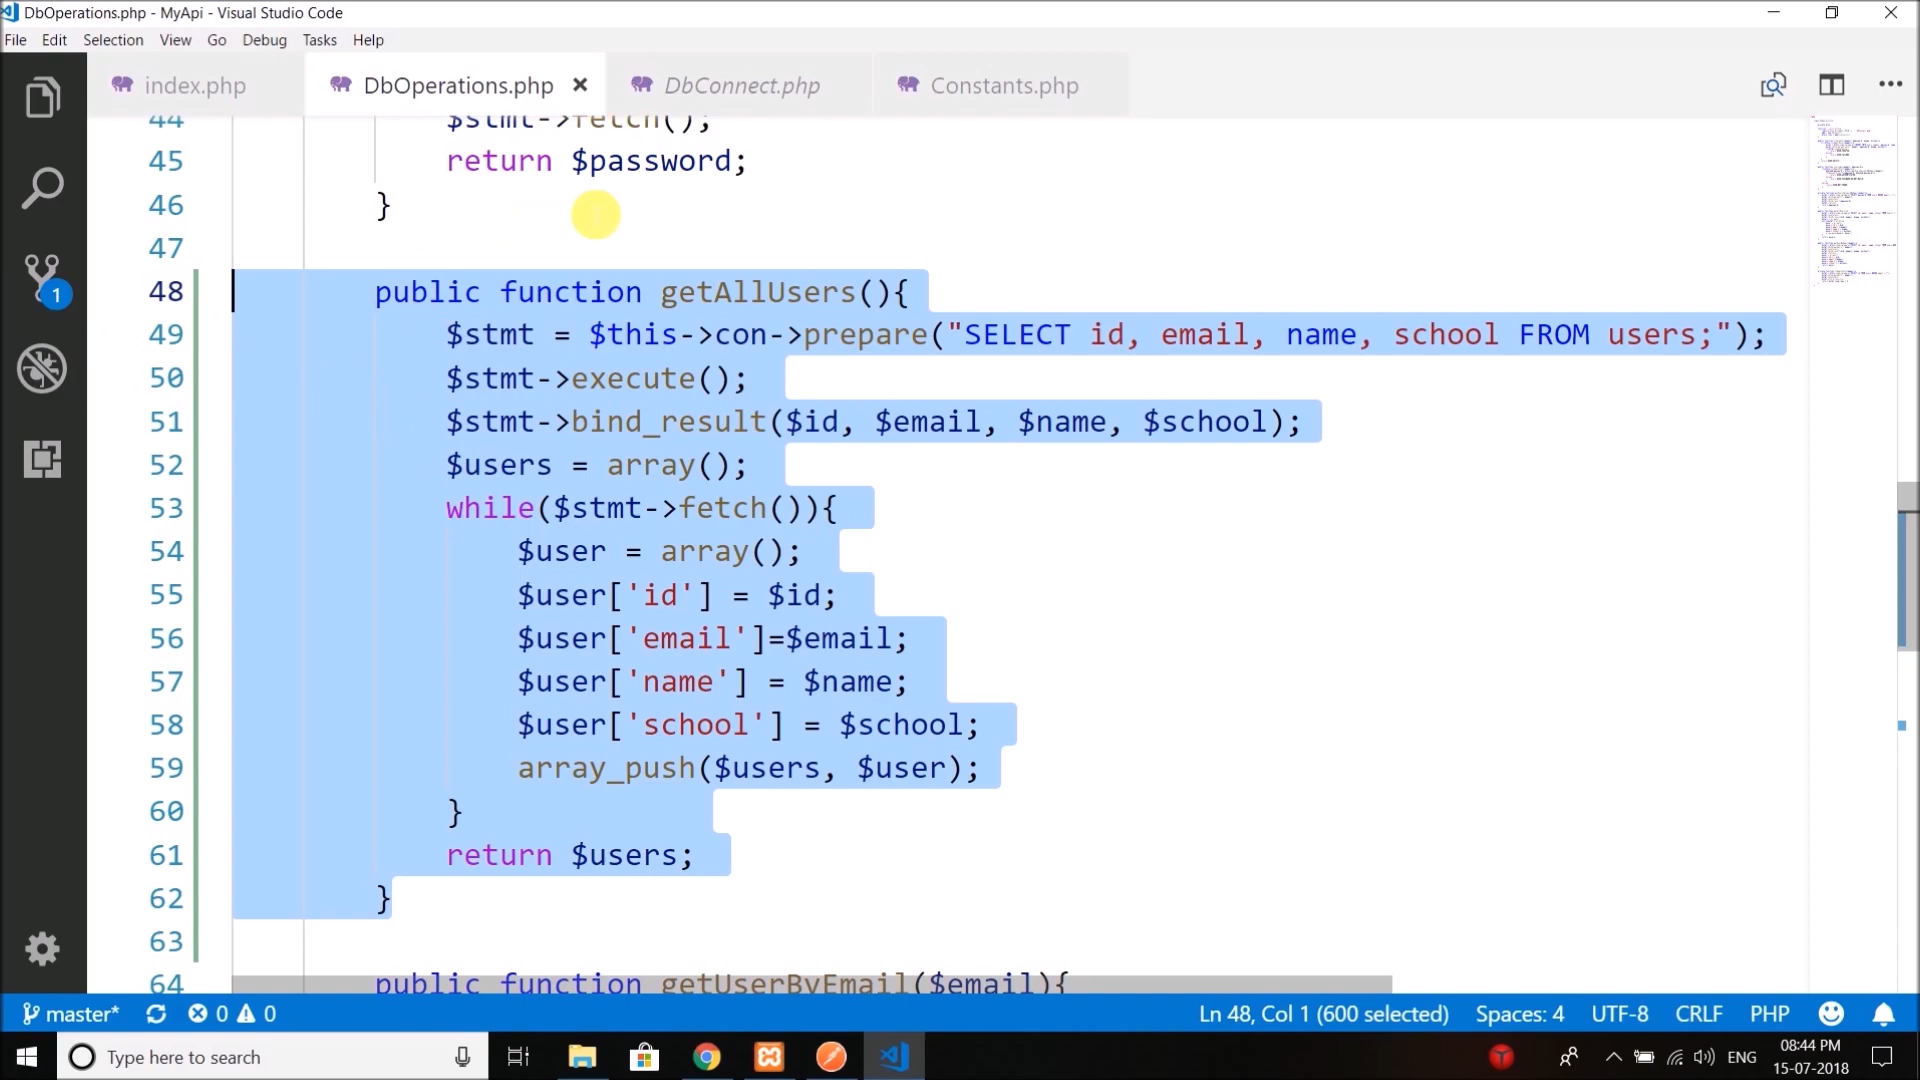 DbOperations.php - MyApi - Visual Studio Code
File Edit Selection View Go Debug Tasks Help
index.php DbOperations.php DbConnect.php Constants.php
44 $stmt->fetch();
45 return $password;
46 }
47
48 public function getAllUsers(){
49 $stmt = $this->con->prepare("SELECT id, email, name, school FROM users;");
50 $stmt->execute();
51 $stmt->bind_result($id, $email, $name, $school);
52 $users = array();
53 while($stmt->fetch()){
54 $user = array();
55 $user['id'] = $id;
56 $user['email']=$email;
57 $user['name'] = $name;
58 $user['school'] = $school;
59 array_push($users, $user);
60 }
61 return $users;
62 }
63
64 public function getUserByEmail($email){
1
master* 0 0 Ln 48, Col 1 (600 selected) Spaces: 4 UTF-8 CRLF PHP
Type here to search
ENG
08:44 PM
15-07-2018